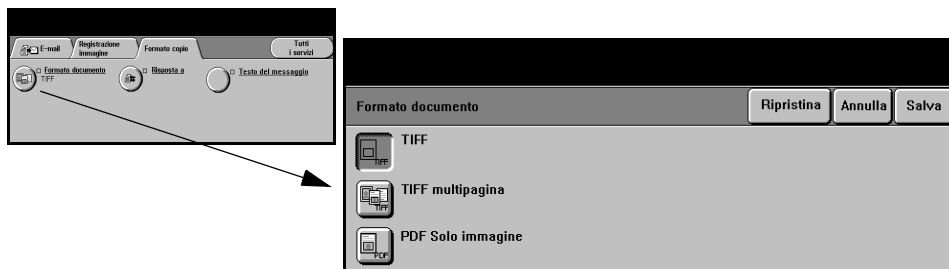 E-mail
Registrazione
immagine
Formato copie
Tutti
i servizi
Formato documento
TIFF
Risposta a
Testo del messaggio
Formato documento
Ripristina
Annulla
Salva
TIFF
TIFF
TIFF multipagina
TIFF
PDF Solo immagine
PDF